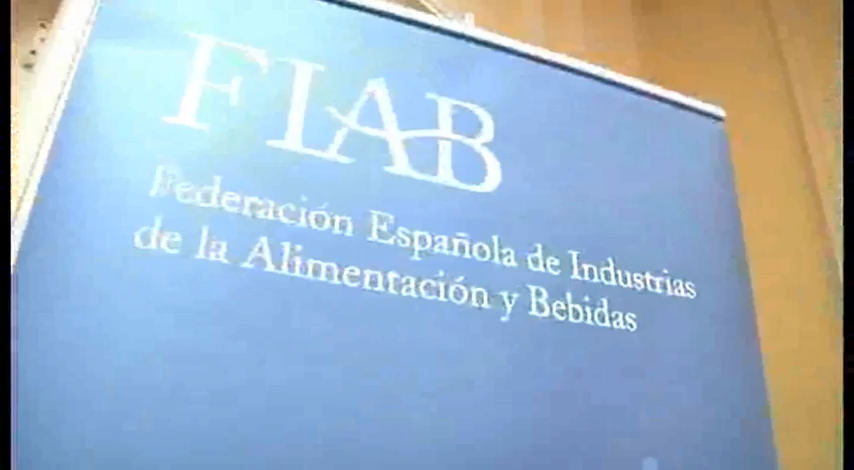 FIAB
Federación Española de Industrias
de la Alimentación y Bebidas